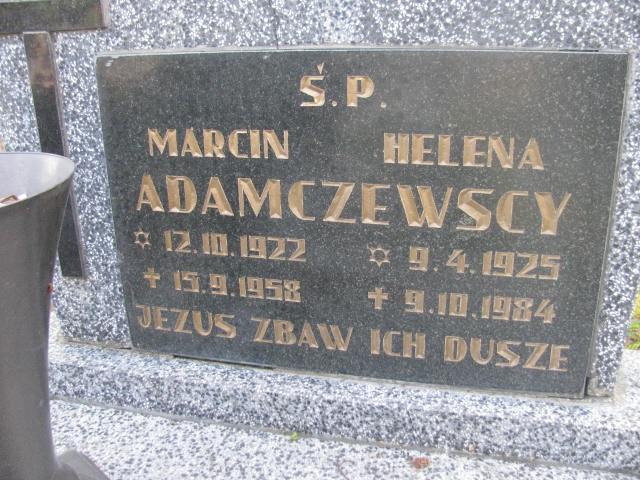 Ś.P.
MARCIN HELENA
ADAMCZEWSCY
✡ 12.10.1922 ✡ 9.4.1925
✝ 15.9.1958 ✝ 9.10.1984
JEZUS ZBAW ICH DUSZE